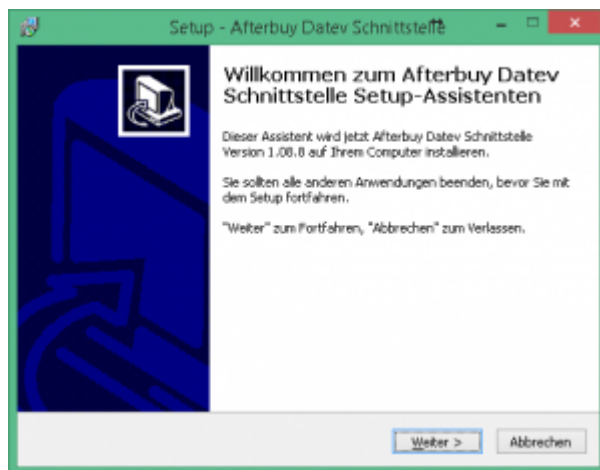 Setup - Afterbuy Datev Schnittstelle
Willkommen zum Afterbuy Datev
Schnittstelle Setup-Assistenten
Dieser Assistent wird jetzt Afterbuy Datev Schnittstelle
Version 1.08.8 auf Ihrem Computer installieren.
Sie sollten alle anderen Anwendungen beenden, bevor Sie mit
dem Setup fortfahren.
"Weiter" zum Fortfahren, "Abbrechen" zum Verlassen.
Weiter >
Abbrechen